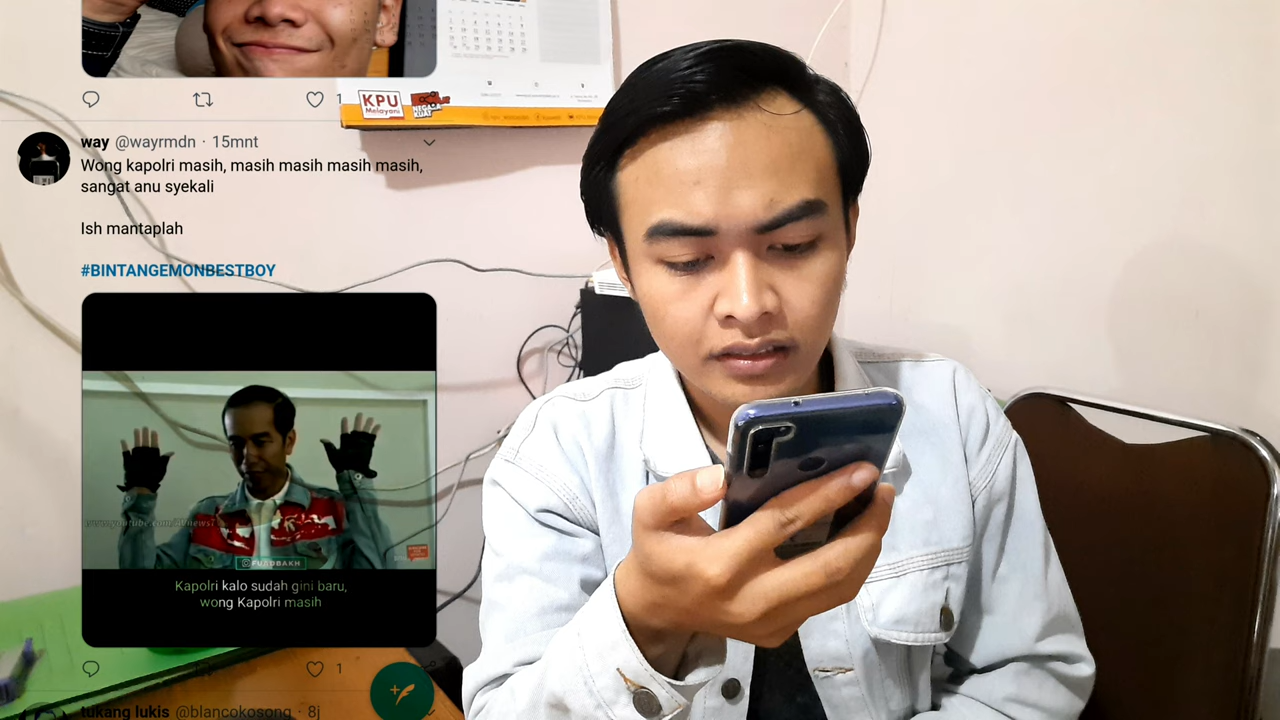 KPU
Melayani
1
way @wayrmdn · 15mnt
Wong kapolri masih, masih masih masih masih,
sangat anu syekali
Ish mantaplah
#BINTANGEMONBESTBOY
FUADBAKH
Kapolri kalo sudah gini baru,
wong Kapolri masih
1
tukang lukis @blancokosong · 8j